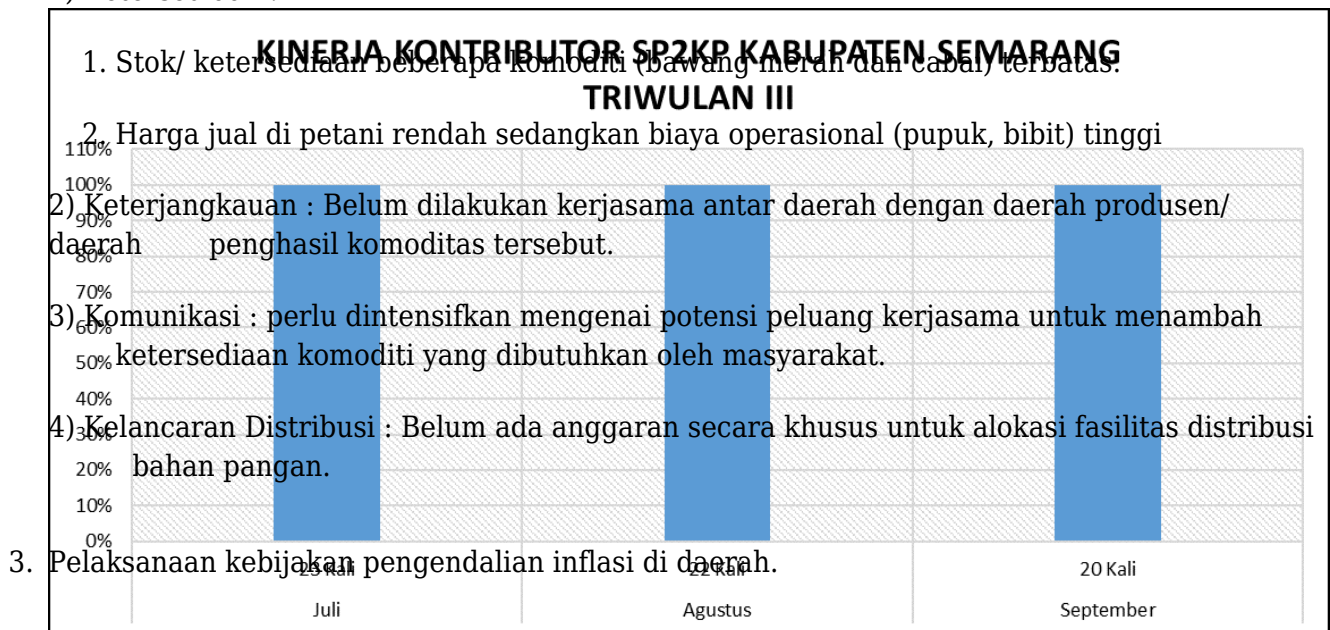 KINERJA KONTRIBUTOR SP2KP KABUPATEN SEMARANG
TRIWULAN III
1. Stok/ ketersediaan beberapa komoditi (bawang merah dan cabai) terbatas.
2. Harga jual di petani rendah sedangkan biaya operasional (pupuk, bibit) tinggi
2) Keterjangkauan : Belum dilakukan kerjasama antar daerah dengan daerah produsen/
daerah penghasil komoditas tersebut.
3) Komunikasi : perlu dintensifkan mengenai potensi peluang kerjasama untuk menambah
ketersediaan komoditi yang dibutuhkan oleh masyarakat.
4) Kelancaran Distribusi : Belum ada anggaran secara khusus untuk alokasi fasilitas distribusi
bahan pangan.
3. Pelaksanaan kebijakan pengendalian inflasi di daerah.
110%
100%
90%
80%
70%
60%
50%
40%
30%
20%
10%
0%
23 Kali
22 Kali
20 Kali
Juli
Agustus
September